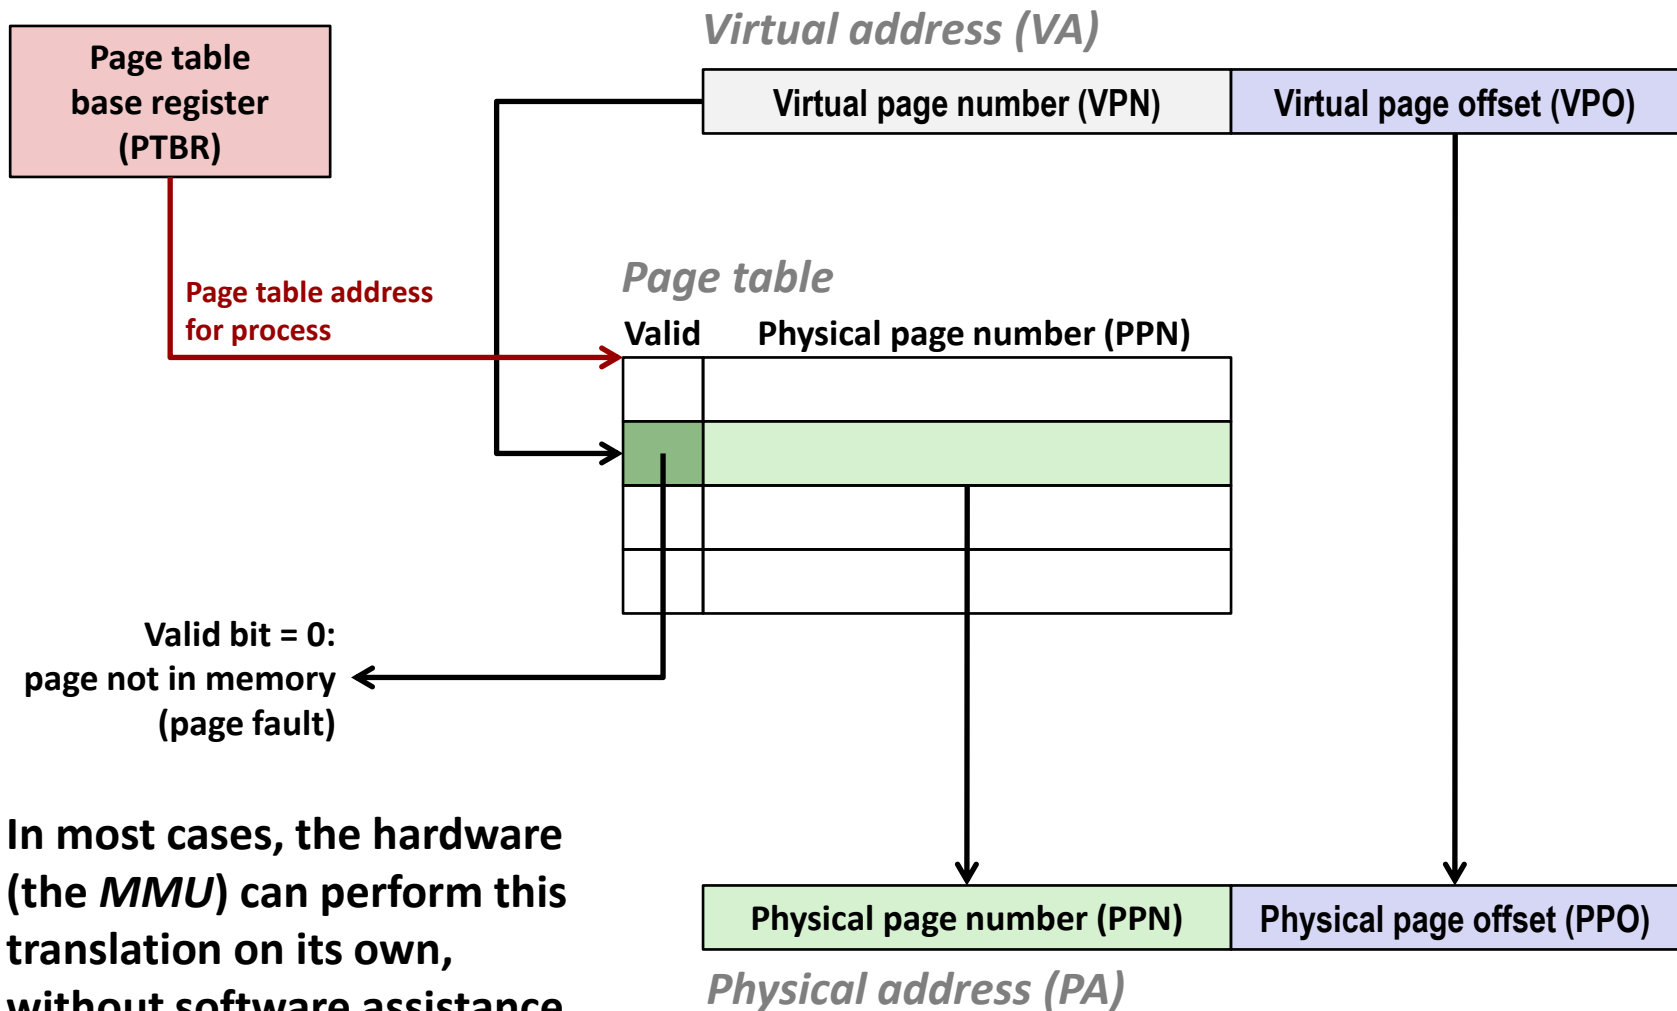 Virtual address (VA)
Page table
base register
(PTBR)
Virtual page number (VPN)
Virtual page offset (VPO)
Page table address
for process
Page table
Valid
Physical page number (PPN)
Valid bit = 0:
page not in memory
(page fault)
In most cases, the hardware
(the MMU) can perform this
translation on its own,
without software assistance
Physical page number (PPN)
Physical page offset (PPO)
Physical address (PA)